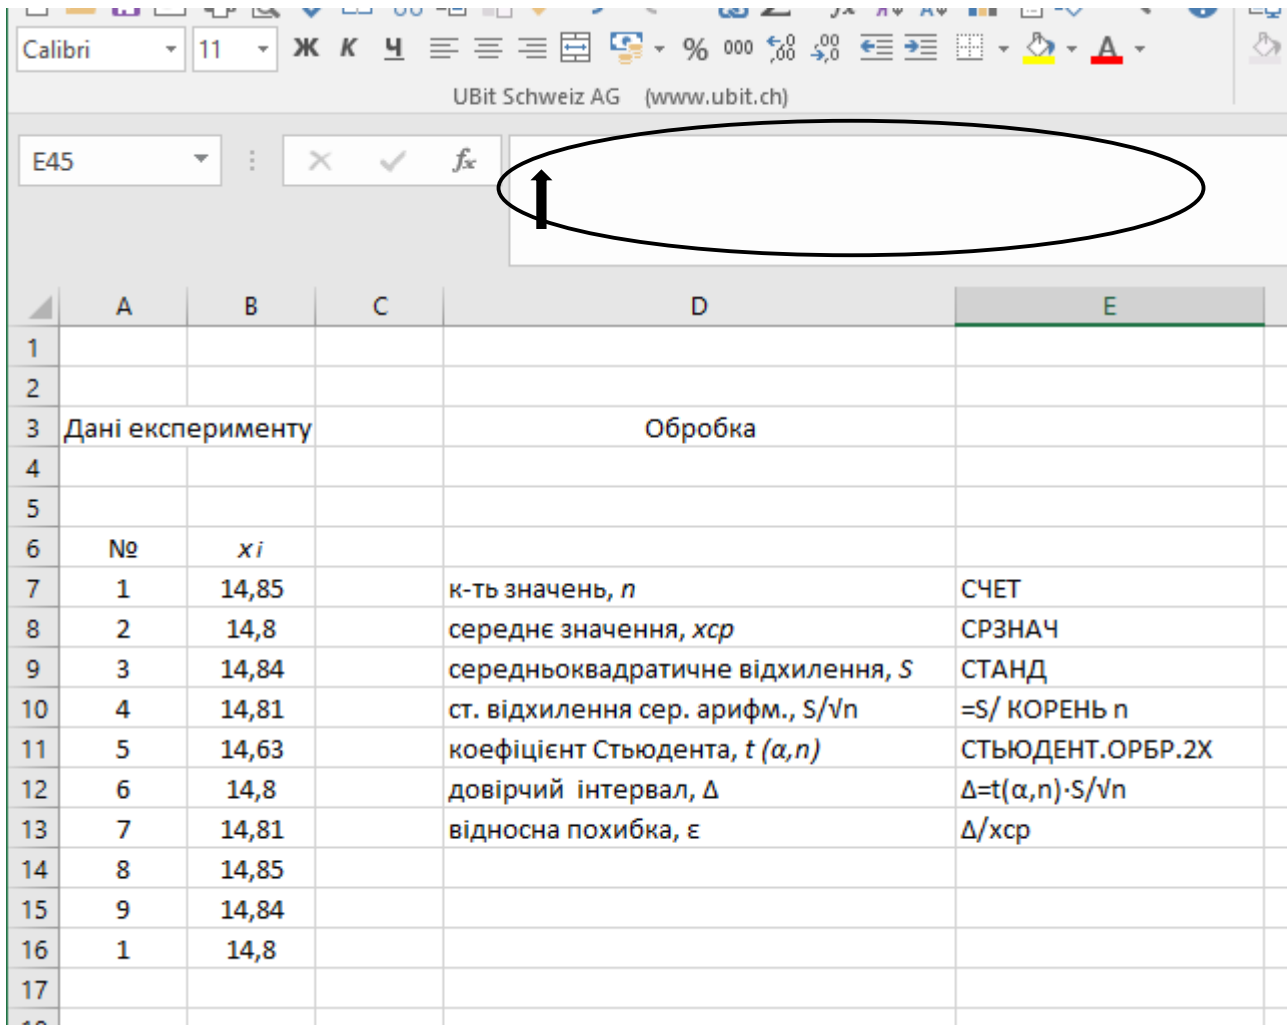 Calibri 11 Ж К Ч % 000 ,00 ,0 ,00 ,0 А
UBit Schweiz AG (www.ubit.ch)
E45 fx
A B C D E
1
2
3 Дані експерименту Обробка
4
5
6 № x i
7 1 14,85 к-ть значень, n СЧЕТ
8 2 14,8 середнє значення, xср СРЗНАЧ
9 3 14,84 середньоквадратичне відхилення, S СТАНД
10 4 14,81 ст. відхилення сер. арифм., S/√n =S/ КОРЕНЬ n
11 5 14,63 коефіцієнт Стьюдента, t (α,n) СТЬЮДЕНТ.ОРБР.2Х
12 6 14,8 довірчий інтервал, Δ Δ=t(α,n)·S/√n
13 7 14,81 відносна похибка, ε Δ/xср
14 8 14,85
15 9 14,84
16 1 14,8
17